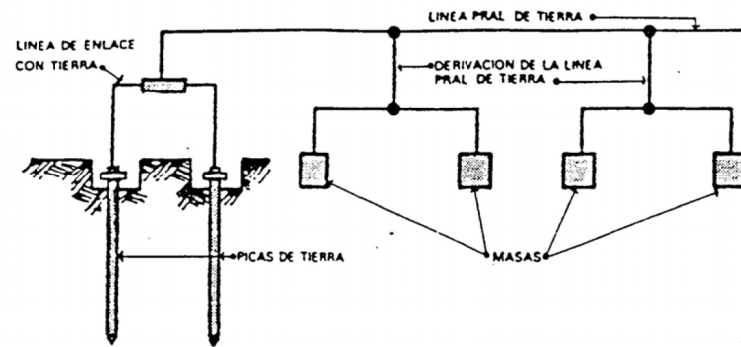 LINEA PRAL DE TIERRA
LINEA DE ENLACE
CON TIERRA
DERIVACION DE LA LINEA
PRAL DE TIERRA
PICAS DE TIERRA
MASAS